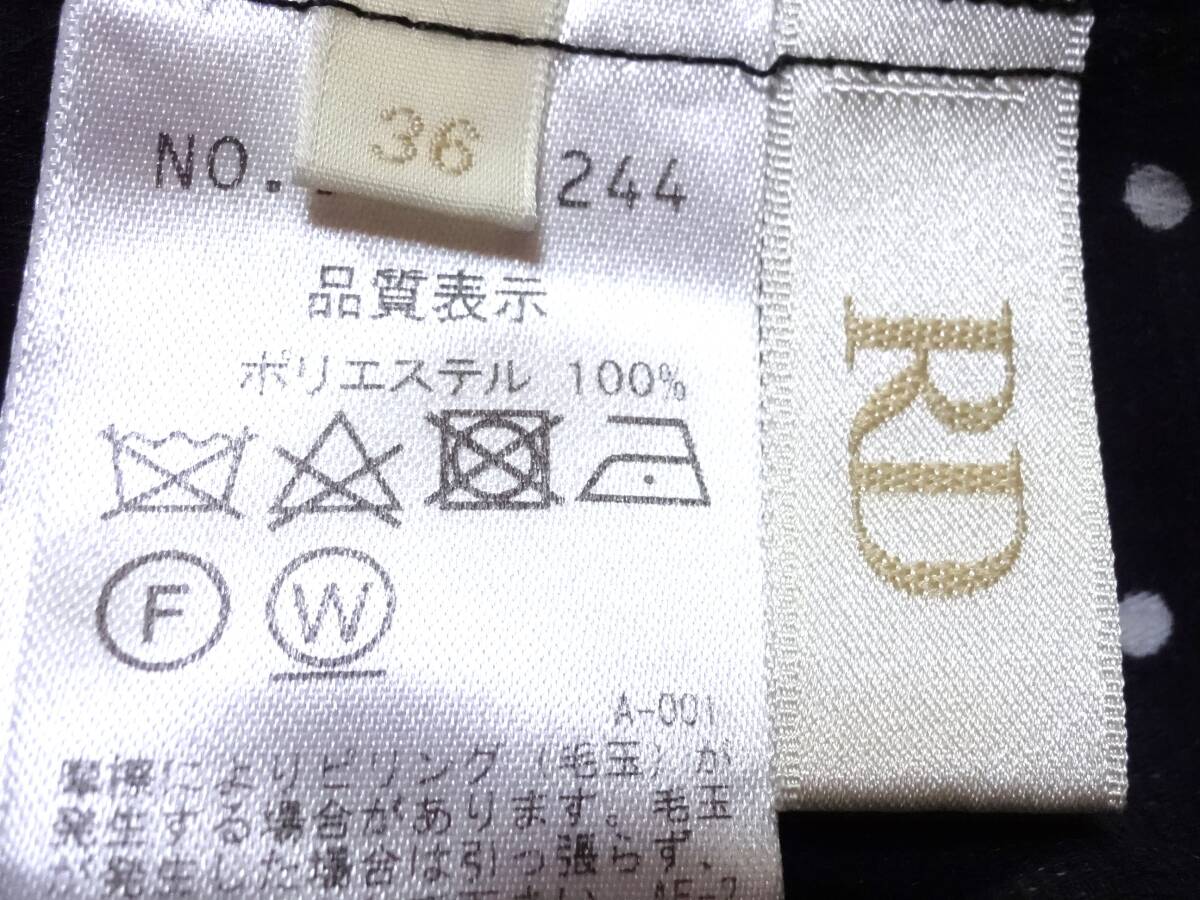 36
NO. 244
品質表示
ポリエステル 100%
F W
A-001
摩擦によりピリング(毛玉)が
発生する場合があります。毛玉
が発生した場合は引っ張らず、
RD